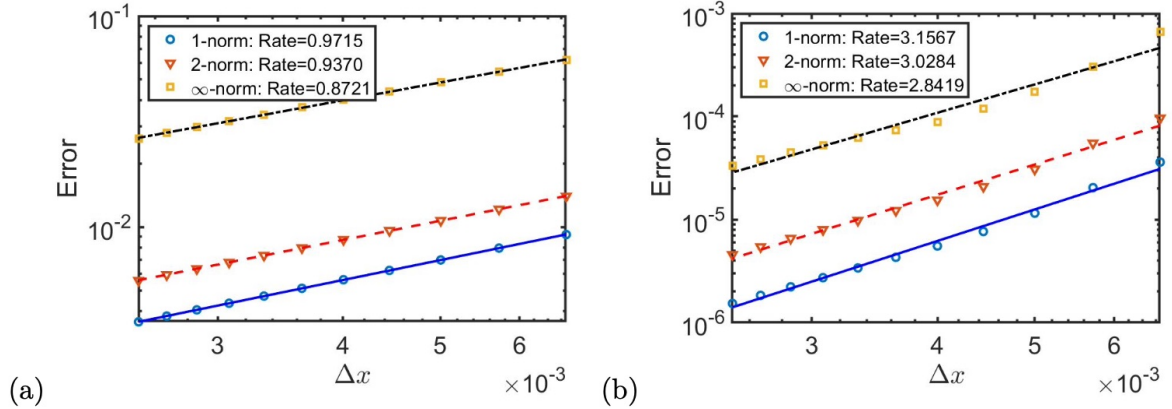 10^{-1}
1-norm: Rate=0.9715
2-norm: Rate=0.9370
∞-norm: Rate=0.8721
Error
10^{-2}
3 4 5 6
Δx ×10^{-3}
(a)
10^{-3}
1-norm: Rate=3.1567
2-norm: Rate=3.0284
∞-norm: Rate=2.8419
10^{-4}
Error
10^{-5}
10^{-6}
3 4 5 6
Δx ×10^{-3}
(b)